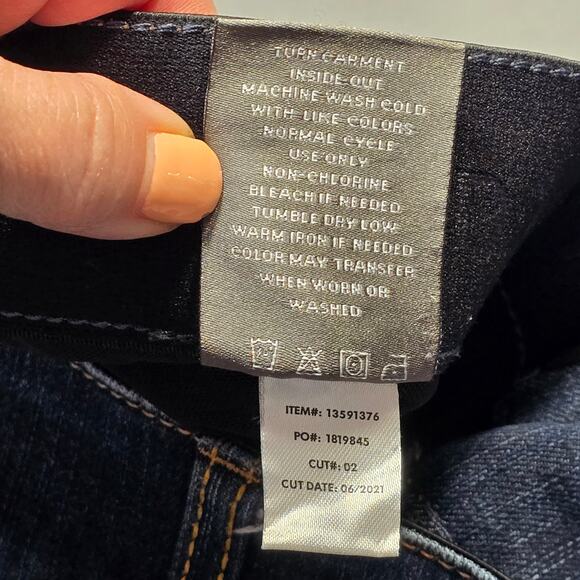 TURN GARMENT
INSIDE OUT
MACHINE WASH COLD
WITH LIKE COLORS
NORMAL CYCLE
USE ONLY
NON-CHLORINE
BLEACH IF NEEDED
TUMBLE DRY LOW
WARM IRON IF NEEDED
COLOR MAY TRANSFER
WHEN WORN OR
WASHED
ITEM#: 13591376
PO#: 1819845
CUT#: 02
CUT DATE: 06/2021